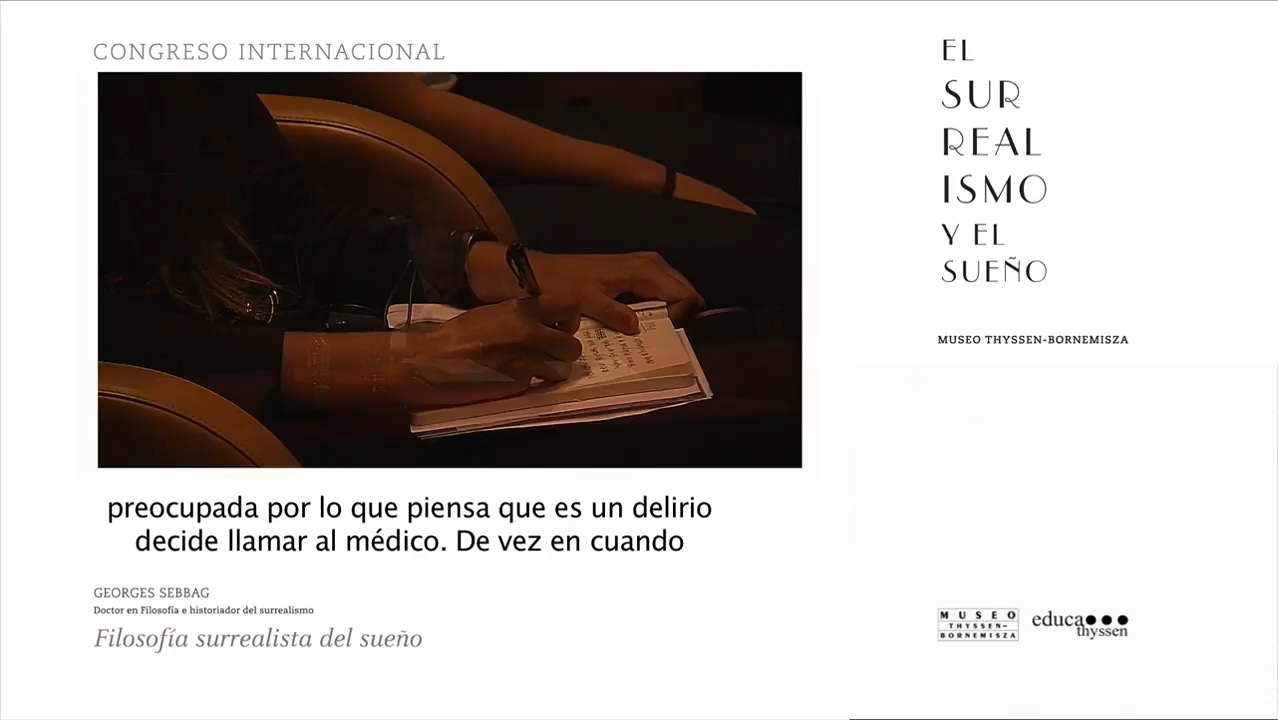 CONGRESO INTERNACIONAL
EL
SUR
REAL
ISMO
Y EL
SUEÑO
MUSEO THYSSEN-BORNEMISZA
preocupada por lo que piensa que es un delirio
decide llamar al médico. De vez en cuando
GEORGES SEBBAG
Doctor en Filosofía e historiador del surrealismo
Filosofía surrealista del sueño
MUSEO
THYSSEN-
BORNEMISZA
educa
thyssen